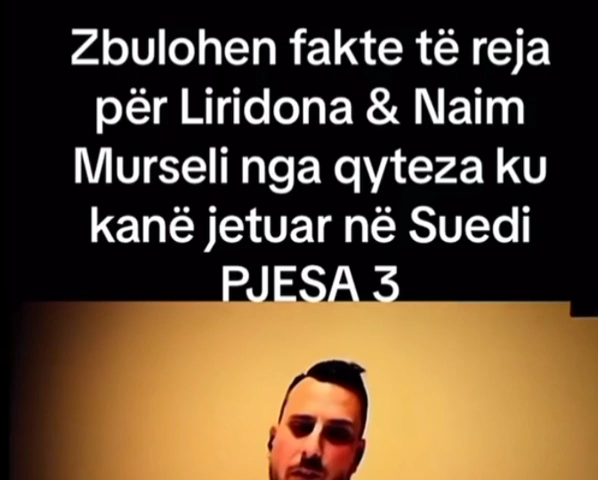 Zbulohen fakte të reja
për Liridona & Naim
Murseli nga qyteza ku
kanë jetuar në Suedi
PJESA 3